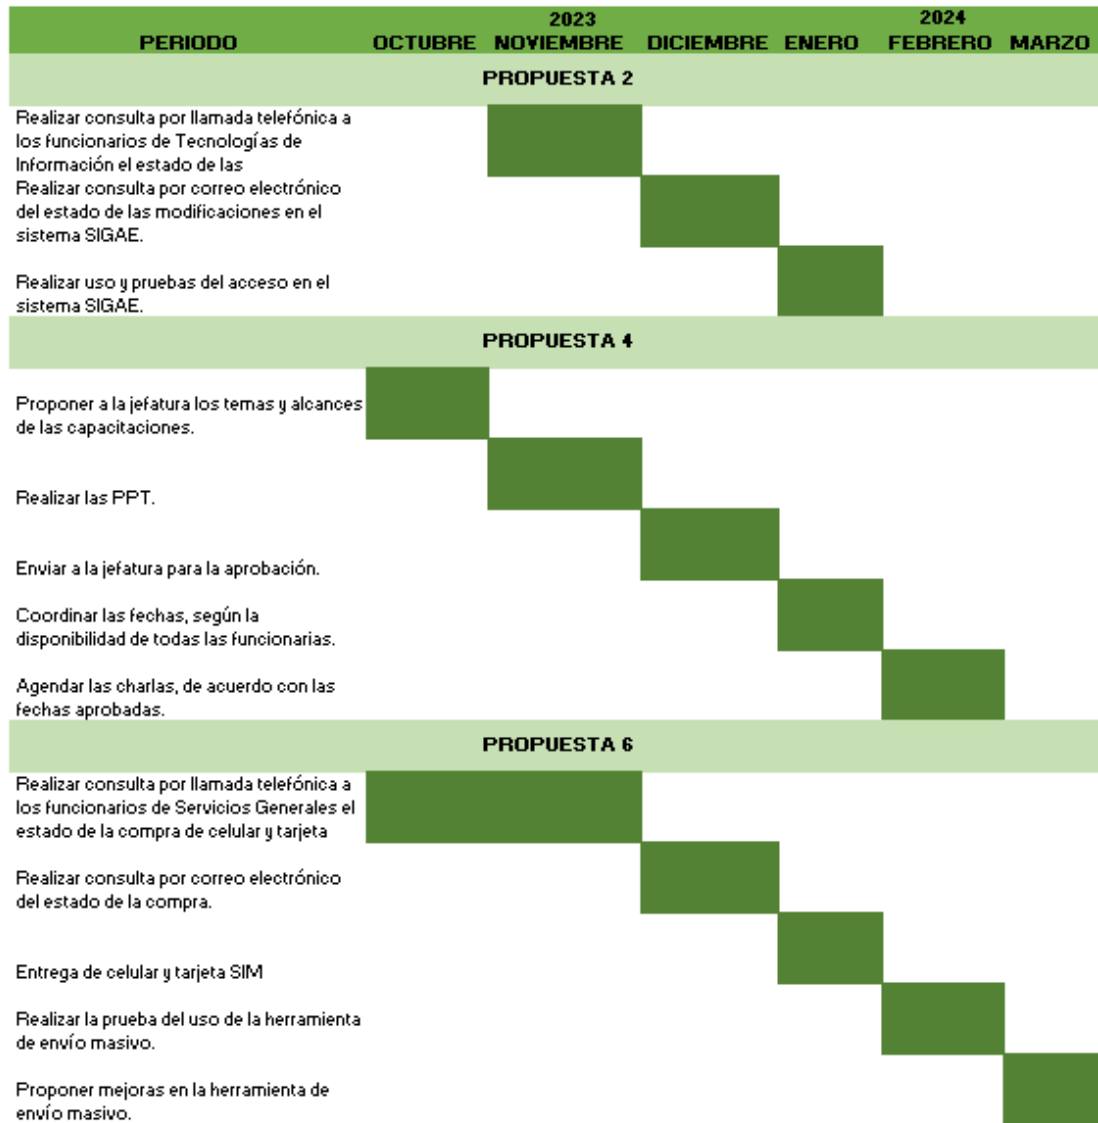 2023 2024
PERIODO OCTUBRE NOVIEMBRE DICIEMBRE ENERO FEBRERO MARZO
PROPUESTA 2
Realizar consulta por llamada telefónica a
los funcionarios de Tecnologías de
Información el estado de las
Realizar consulta por correo electrónico
del estado de las modificaciones en el
sistema SIGAE.
Realizar uso y pruebas del acceso en el
sistema SIGAE.
PROPUESTA 4
Proponer a la jefatura los temas y alcances
de las capacitaciones.
Realizar las PPT.
Enviar a la jefatura para la aprobación.
Coordinar las fechas, según la
disponibilidad de todas las funcionarias.
Agendar las charlas, de acuerdo con las
fechas aprobadas.
PROPUESTA 6
Realizar consulta por llamada telefónica a
los funcionarios de Servicios Generales el
estado de la compra de celular y tarjeta
Realizar consulta por correo electrónico
del estado de la compra.
Entrega de celular y tarjeta SIM
Realizar la prueba del uso de la herramienta
de envío masivo.
Proponer mejoras en la herramienta de
envío masivo.